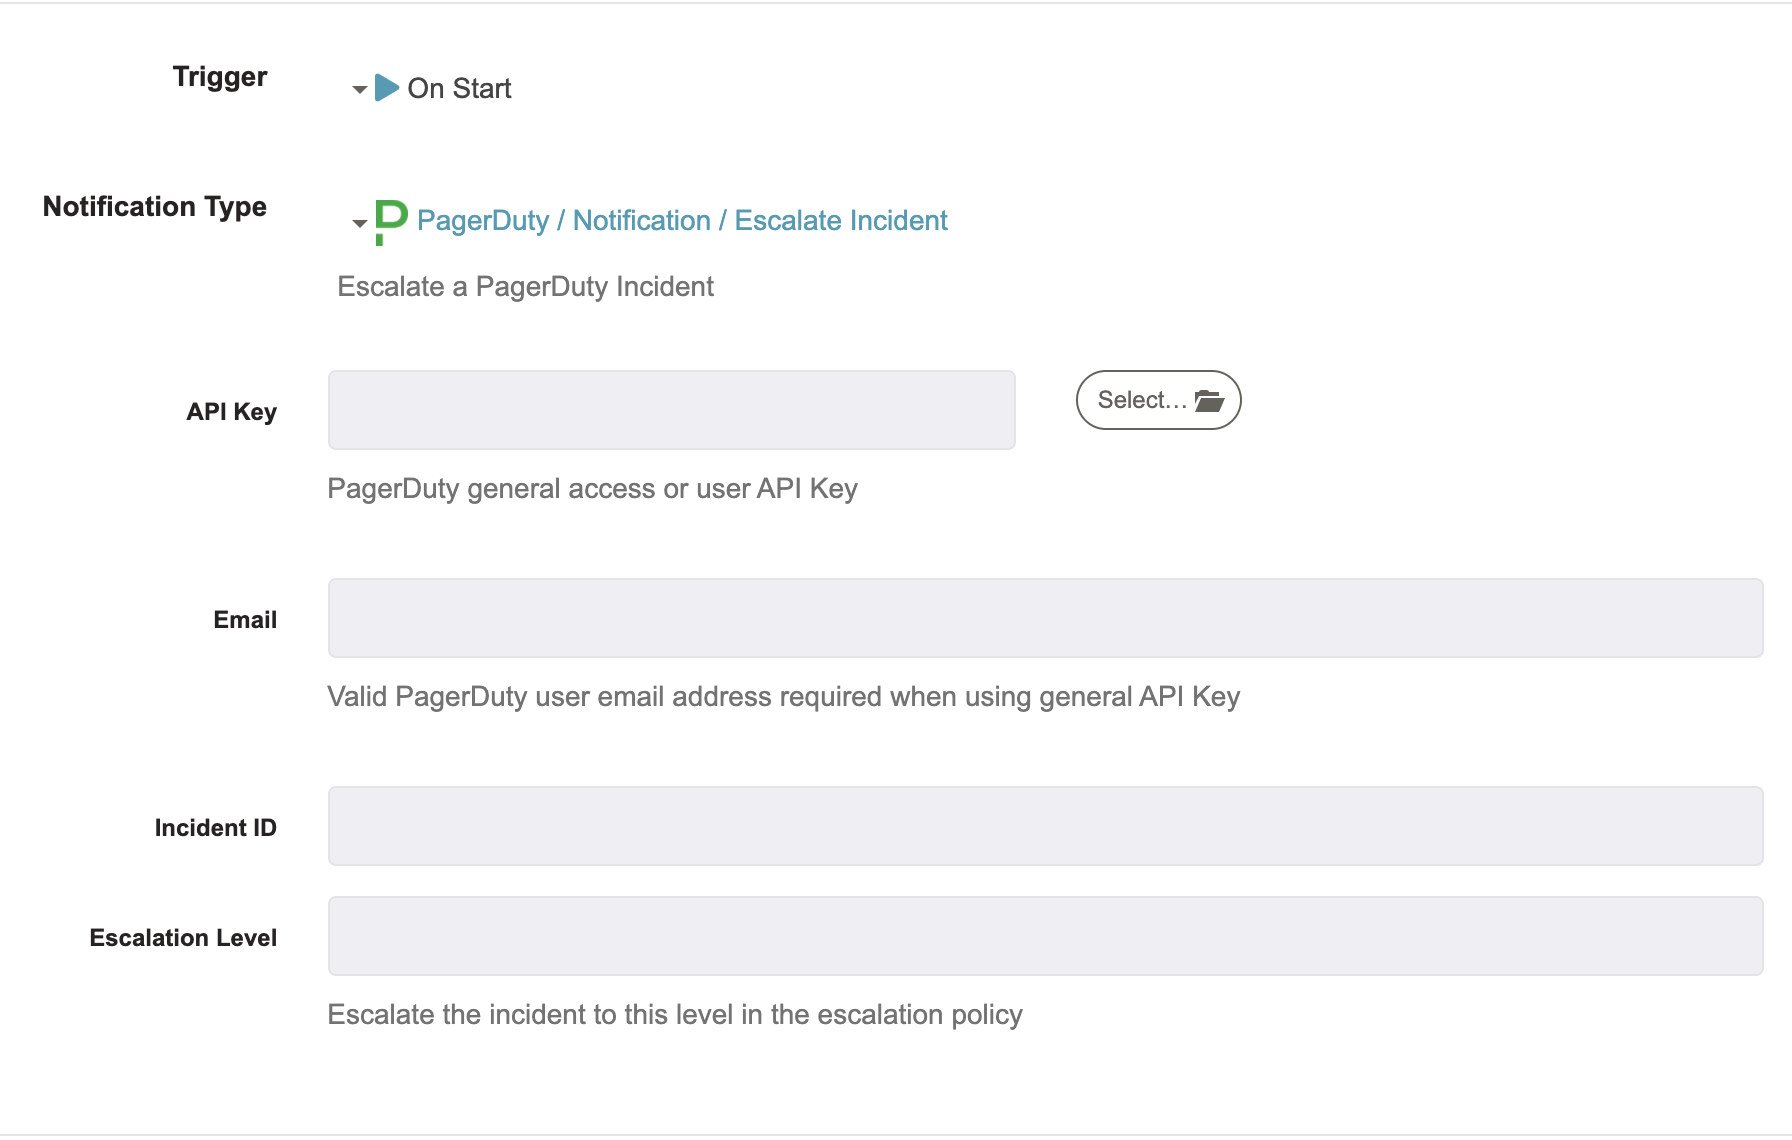 Trigger
On Start
Notification Type
PagerDuty / Notification / Escalate Incident
Escalate a PagerDuty Incident
API Key
Select...
PagerDuty general access or user API Key
Email
Valid PagerDuty user email address required when using general API Key
Incident ID
Escalation Level
Escalate the incident to this level in the escalation policy